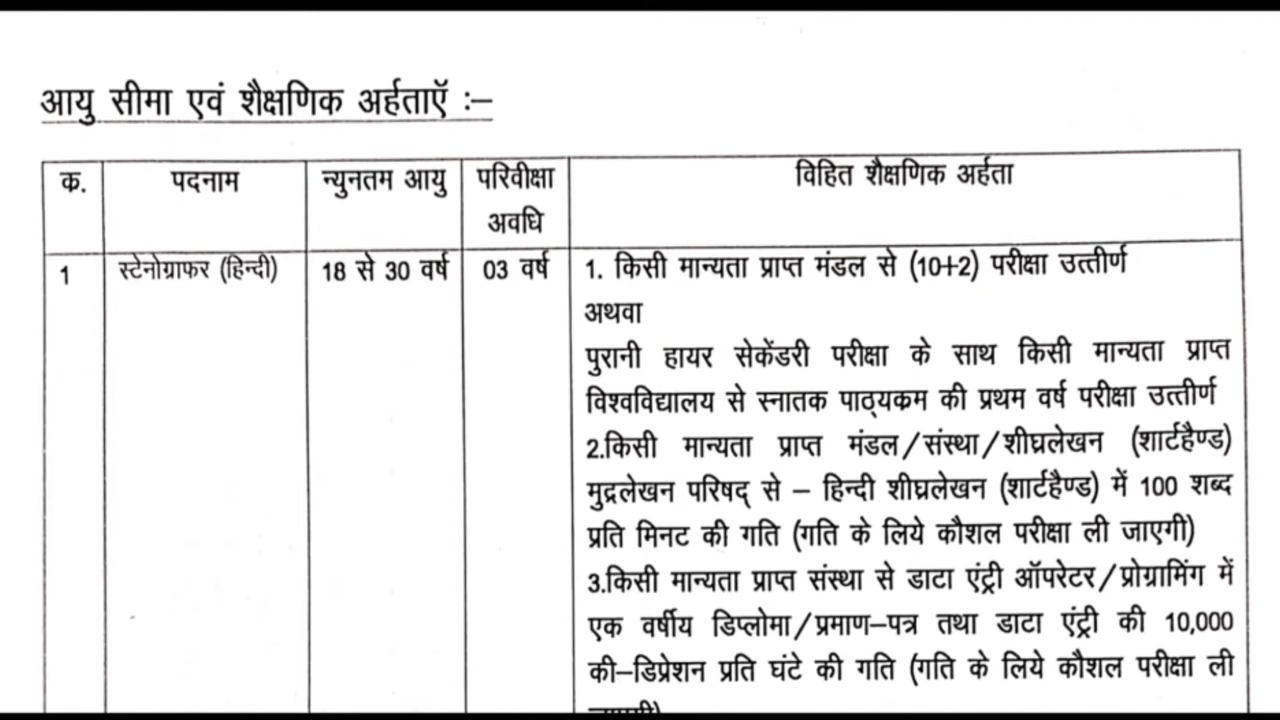 आयु सीमा एवं शैक्षणिक अर्हताऍ :–
क. पदनाम न्युनतम आयु परिवीक्षा अवधि विहित शैक्षणिक अर्हता
1 स्टेनोग्राफर (हिन्दी) 18 से 30 वर्ष 03 वर्ष 1. किसी मान्यता प्राप्त मंडल से (10+2) परीक्षा उत्तीर्ण
अथवा
पुरानी हायर सेकेंडरी परीक्षा के साथ किसी मान्यता प्राप्त
विश्वविद्यालय से स्नातक पाठ्यकम की प्रथम वर्ष परीक्षा उत्तीर्ण
2.किसी मान्यता प्राप्त मंडल/संस्था/शीघ्रलेखन (शार्टहैण्ड)
मुद्रलेखन परिषद् से – हिन्दी शीघ्रलेखन (शार्टहैण्ड) में 100 शब्द
प्रति मिनट की गति (गति के लिये कौशल परीक्षा ली जाएगी)
3.किसी मान्यता प्राप्त संस्था से डाटा एंट्री ऑपरेटर/प्रोग्रामिंग में
एक वर्षीय डिप्लोमा/प्रमाण–पत्र तथा डाटा एंट्री की 10,000
की–डिप्रेशन प्रति घंटे की गति (गति के लिये कौशल परीक्षा ली